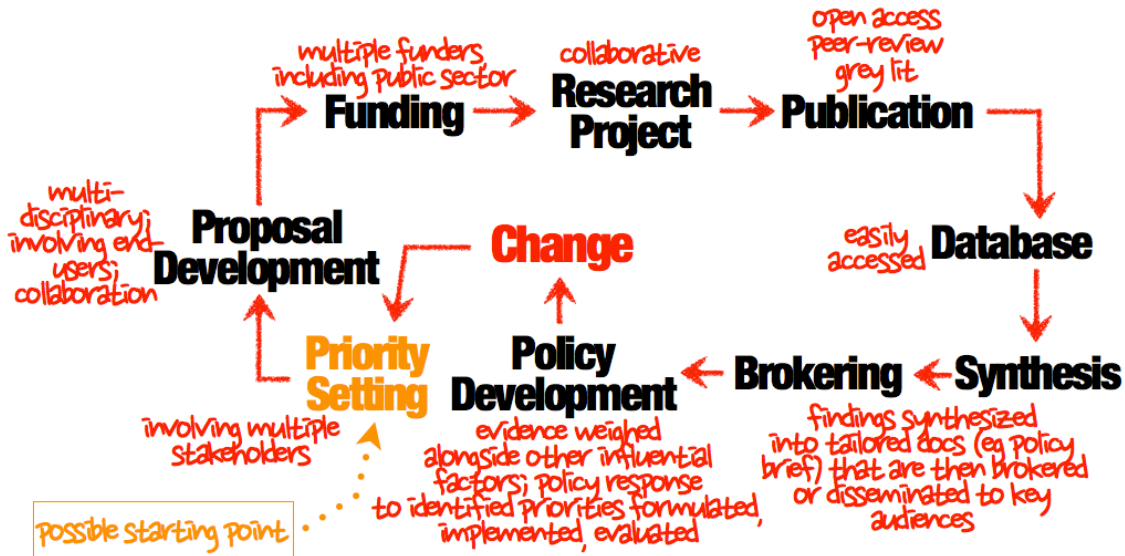 multiple funders,
including public sector
Funding
collaborative
Research
Project
open access
peer-review
grey lit
Publication
multi-
disciplinary;
involving end-
users;
collaboration
Proposal
Development
Change
easily
accessed
Database
Priority
Setting
involving multiple
stakeholders
Policy
Development
evidence weighed
alongside other influential
factors; policy response
to identified priorities formulated,
implemented, evaluated
Brokering
Synthesis
findings synthesized
into tailored docs (eg policy
brief) that are then brokered
or disseminated to key
audiences
possible starting point